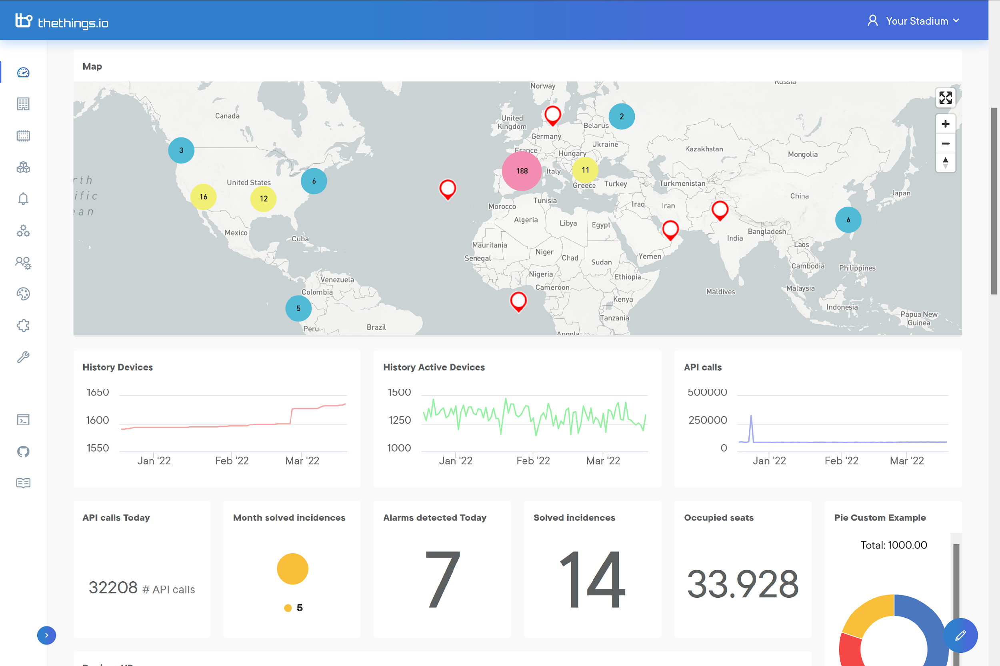 thethings.io
Your Stadium
Map
Russia
Norway
Canada
United
Kingdom
2
Belarus
Germany
Ukraine
3
France
Hungary
Kazakhstan
Mongolia
188
Italy
11
rth
ific
ean
United States
6
Greece
Turkey
Turkmenistan
China
Japan
16
12
Tunisia
Morocco
Iraq
Iran
Algeria
Libya
Egypt
6
Mexico
Cuba
India
Bangladesh
Mauritania
Laos
Niger
Chad
Senegal
Sudan
Yemen
Cambodia
Philippines
Nigeria
Ethiopia
Venezuela
Cameroon
Colombia
Maldives
Malaysia
5
Kenya
Indonesia
Tanzania
Papua New
Guinea
Peru
Brazil
Angola
History Devices
1650
1600
1550
Jan '22 Feb '22 Mar '22
History Active Devices
1500
1250
1000
Jan '22 Feb '22 Mar '22
API calls
500000
250000
0
Jan '22 Feb '22 Mar '22
API calls Today
32208 # API calls
Month solved incidences
5
Alarms detected Today
7
Solved incidences
14
Occupied seats
33.928
Pie Custom Example
Total: 1000.00